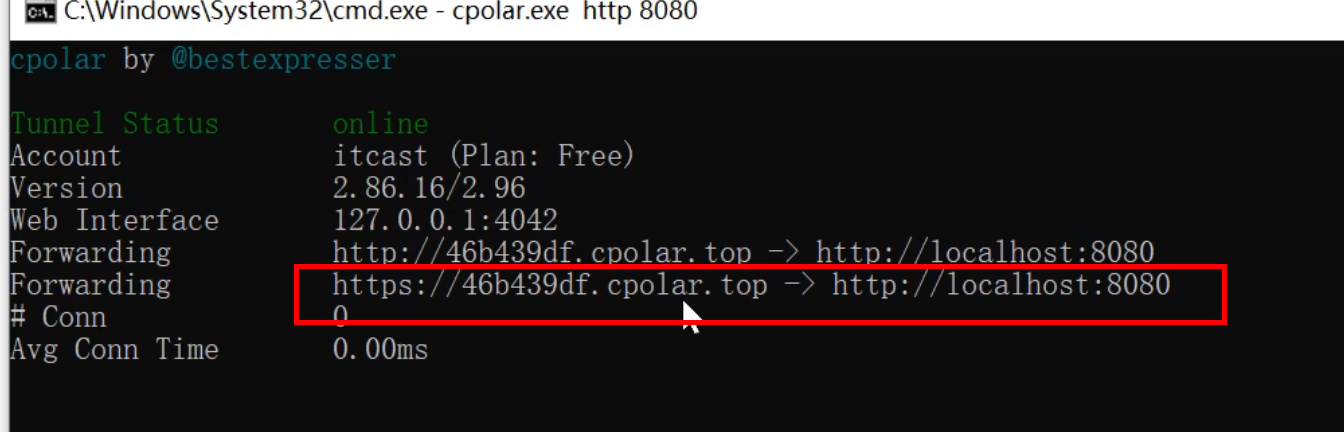 C:\Windows\System32\cmd.exe - cpolar.exe  http 8080
cpolar by @bestexpresser
Tunnel Status online
Account itcast (Plan: Free)
Version 2.86.16/2.96
Web Interface 127.0.0.1:4042
Forwarding http://46b439df.cpolar.top -> http://localhost:8080
Forwarding https://46b439df.cpolar.top -> http://localhost:8080
# Conn 0
Avg Conn Time 0.00ms